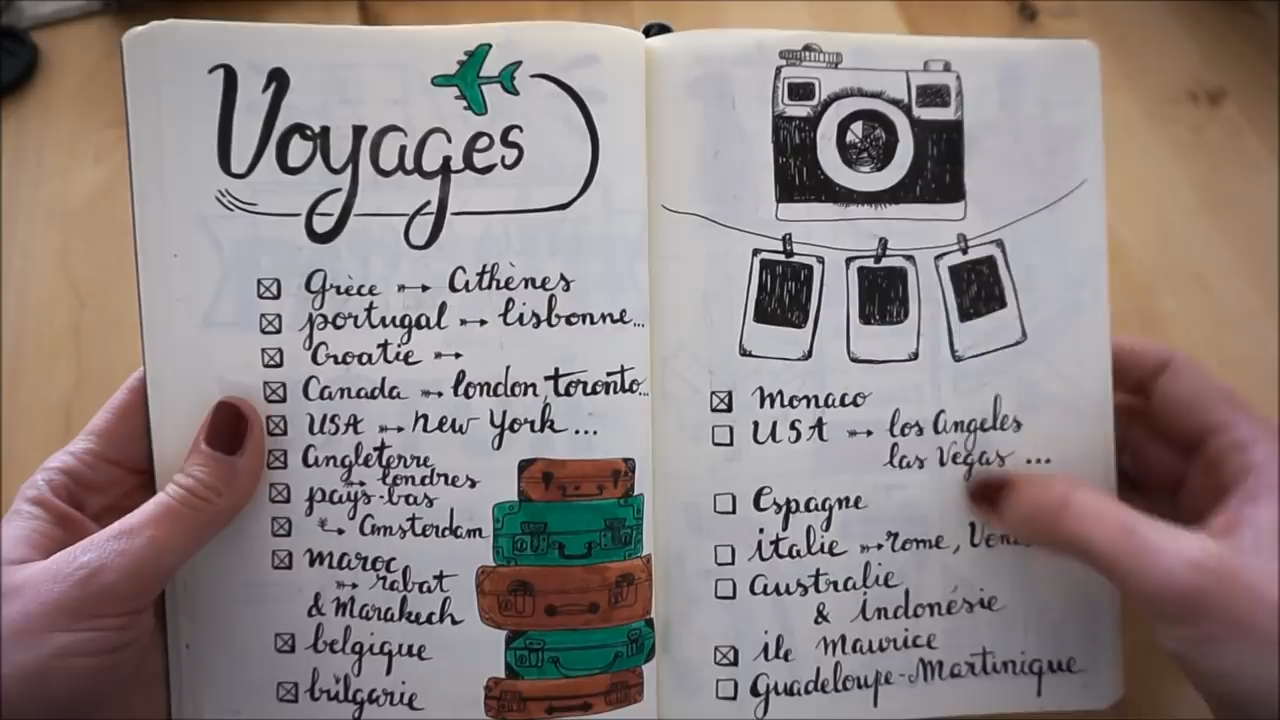 Voyages
Grèce ↦ Athènes
portugal ↦ lisbonne...
Croatie ↦
Canada ↦ london, toronto...
USA ↦ new York ...
Angleterre
↦ londres
pays-bas
↳ Amsterdam
maroc
↦ rabat
& Marakech
belgique
bulgarie
Monaco
USA ↦ los Angeles
las Vegas ...
Espagne
italie ↦ rome,
australie
& indonésie
ile Maurice
Guadeloupe-Martinique